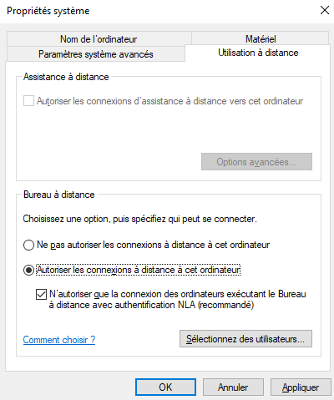 Propriétés système
Nom de l'ordinateur
Matériel
Paramètres système avancés
Utilisation à distance
Assistance à distance
Autoriser les connexions d'assistance à distance vers cet ordinateur
Options avancées...
Bureau à distance
Choisissez une option, puis spécifiez qui peut se connecter.
Ne pas autoriser les connexions à distance à cet ordinateur
Autoriser les connexions à distance à cet ordinateur
N'autoriser que la connexion des ordinateurs exécutant le Bureau
à distance avec authentification NLA (recommandé)
Comment choisir ?
Sélectionnez des utilisateurs...
OK
Annuler
Appliquer